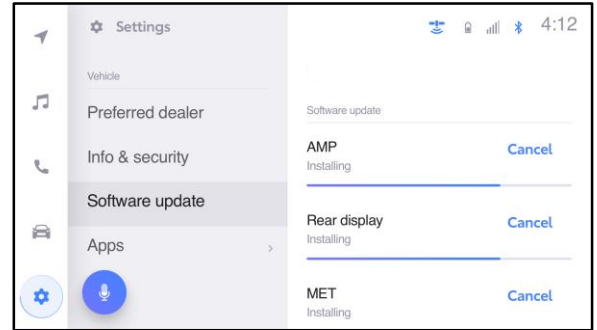 Settings
4:12
Vehicle
Preferred dealer
Info & security
Software update
Apps
Software update
AMP
Cancel
Installing
Rear display
Cancel
Installing
MET
Cancel
Installing